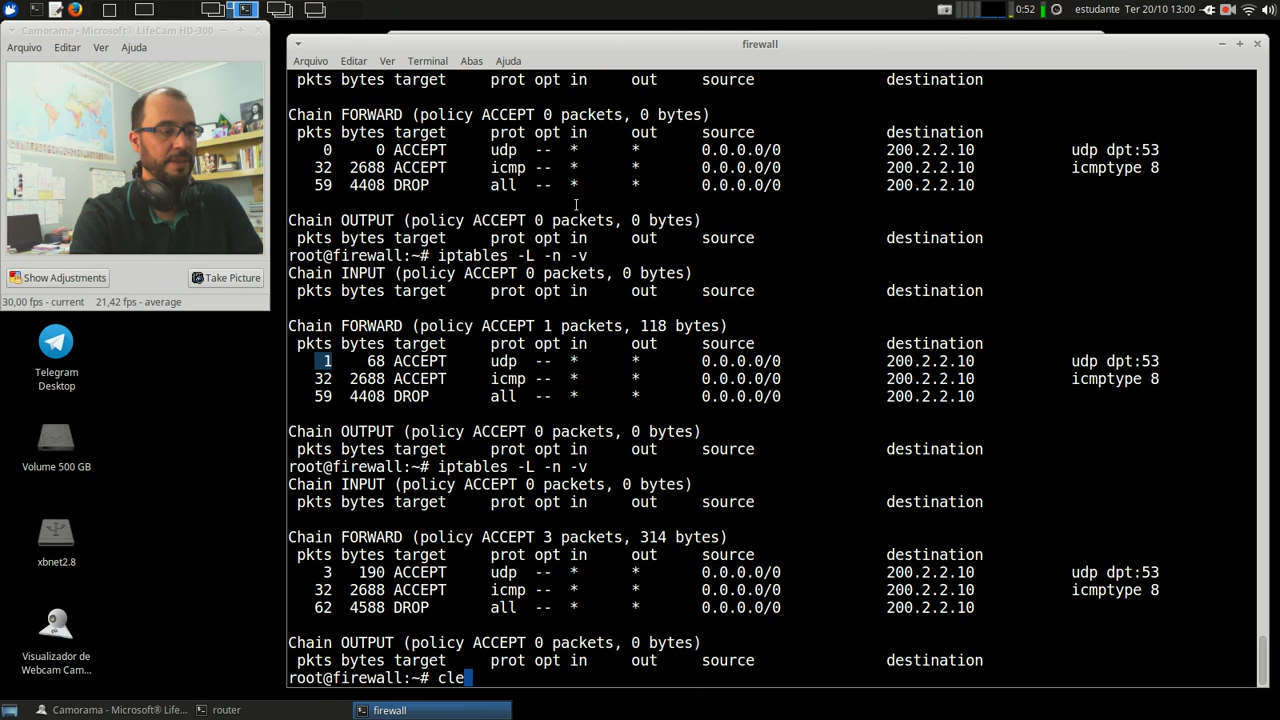 0:52 estudante Ter 20/10 13:00
Camorama - Microsoft® LifeCam HD-300
Arquivo Editar Ver Ajuda
Show Adjustments Take Picture
30,00 fps - current 21,42 fps - average
Telegram
Desktop
Volume 500 GB
xbnet2.8
Visualizador de
Webcam Cam...
firewall
Arquivo Editar Ver Terminal Abas Ajuda
pkts bytes target prot opt in out source destination
Chain FORWARD (policy ACCEPT 0 packets, 0 bytes)
pkts bytes target prot opt in out source destination
0 0 ACCEPT udp -- * * 0.0.0.0/0 200.2.2.10 udp dpt:53
32 2688 ACCEPT icmp -- * * 0.0.0.0/0 200.2.2.10 icmptype 8
59 4408 DROP all -- * * 0.0.0.0/0 200.2.2.10
Chain OUTPUT (policy ACCEPT 0 packets, 0 bytes)
pkts bytes target prot opt in out source destination
root@firewall:~# iptables -L -n -v
Chain INPUT (policy ACCEPT 0 packets, 0 bytes)
pkts bytes target prot opt in out source destination
Chain FORWARD (policy ACCEPT 1 packets, 118 bytes)
pkts bytes target prot opt in out source destination
1 68 ACCEPT udp -- * * 0.0.0.0/0 200.2.2.10 udp dpt:53
32 2688 ACCEPT icmp -- * * 0.0.0.0/0 200.2.2.10 icmptype 8
59 4408 DROP all -- * * 0.0.0.0/0 200.2.2.10
Chain OUTPUT (policy ACCEPT 0 packets, 0 bytes)
pkts bytes target prot opt in out source destination
root@firewall:~# iptables -L -n -v
Chain INPUT (policy ACCEPT 0 packets, 0 bytes)
pkts bytes target prot opt in out source destination
Chain FORWARD (policy ACCEPT 3 packets, 314 bytes)
pkts bytes target prot opt in out source destination
3 190 ACCEPT udp -- * * 0.0.0.0/0 200.2.2.10 udp dpt:53
32 2688 ACCEPT icmp -- * * 0.0.0.0/0 200.2.2.10 icmptype 8
62 4588 DROP all -- * * 0.0.0.0/0 200.2.2.10
Chain OUTPUT (policy ACCEPT 0 packets, 0 bytes)
pkts bytes target prot opt in out source destination
root@firewall:~# cle
Camorama - Microsoft® LifeC... router firewall